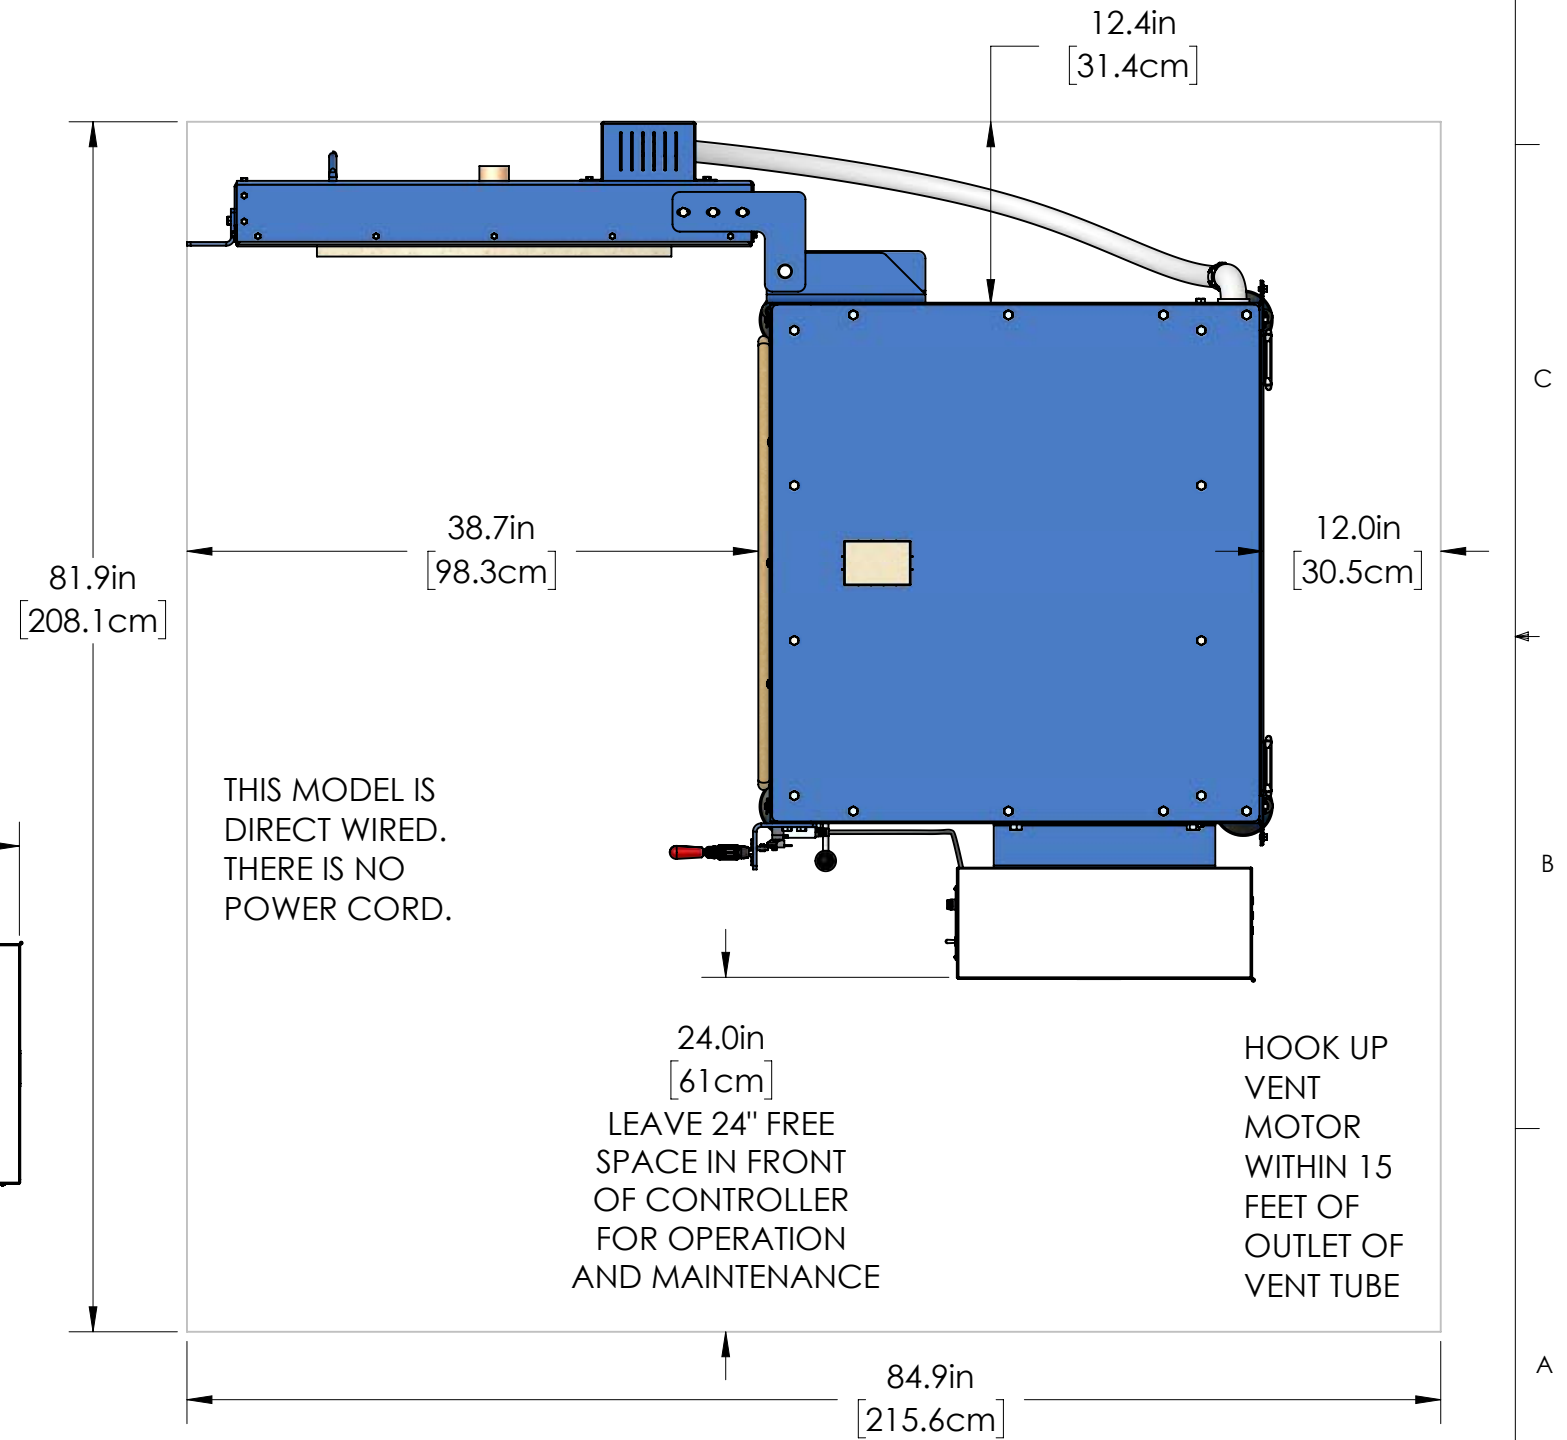 12.4in
[31.4cm]
C
38.7in
[98.3cm]
12.0in
[30.5cm]
81.9in
[208.1cm]
THIS MODEL IS
DIRECT WIRED.
THERE IS NO
POWER CORD.
B
24.0in
[61cm]
LEAVE 24" FREE
SPACE IN FRONT
OF CONTROLLER
FOR OPERATION
AND MAINTENANCE
HOOK UP
VENT
MOTOR
WITHIN 15
FEET OF
OUTLET OF
VENT TUBE
A
84.9in
[215.6cm]